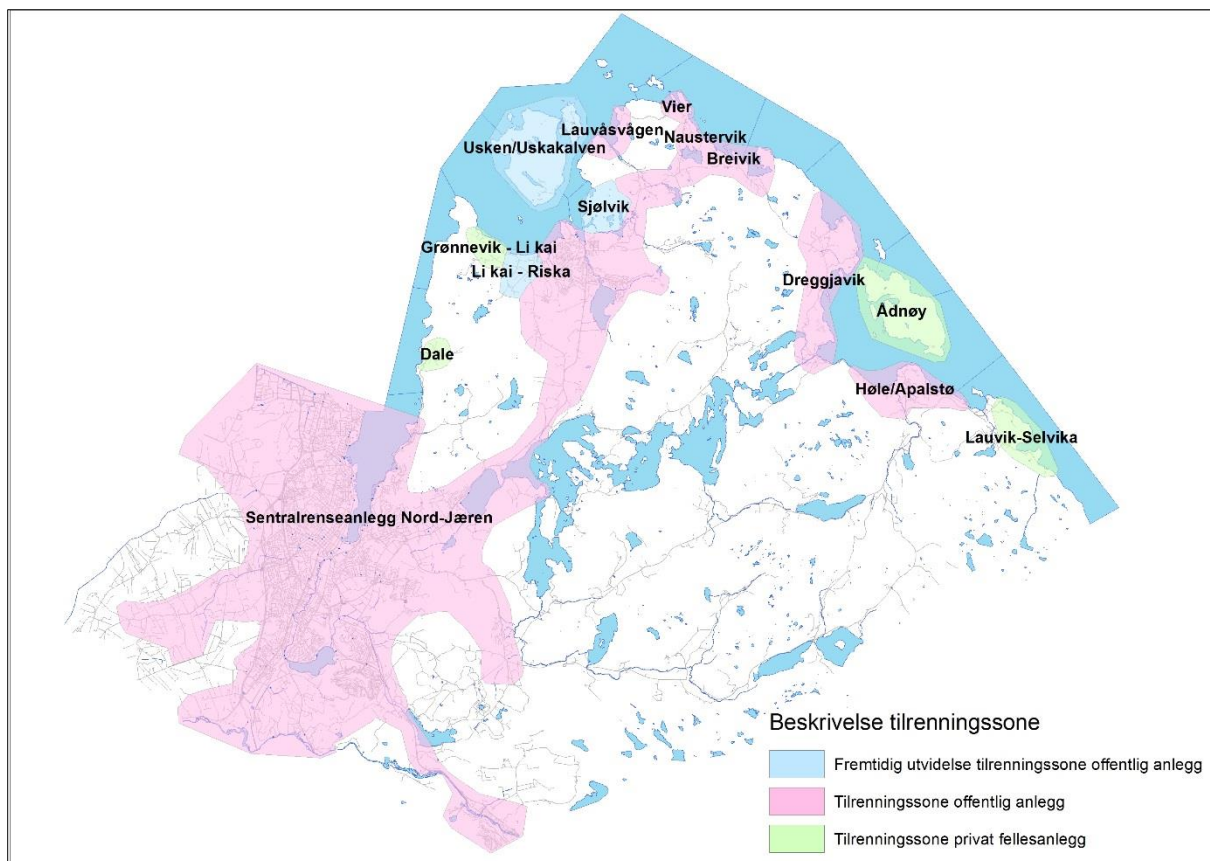 Vier
Lauvåsvågen
Naustervik
Usken/Uskakalven
Breivik
Sjølvik
Grønnevik - Li kai
Li kai - Riska
Dreggjavik
Ådnøy
Dale
Høle/Apalstø
Lauvik-Selvika
Sentralrenseanlegg Nord-Jæren
Beskrivelse tilrenningssone
Fremtidig utvidelse tilrenningssone offentlig anlegg
Tilrenningssone offentlig anlegg
Tilrenningssone privat fellesanlegg